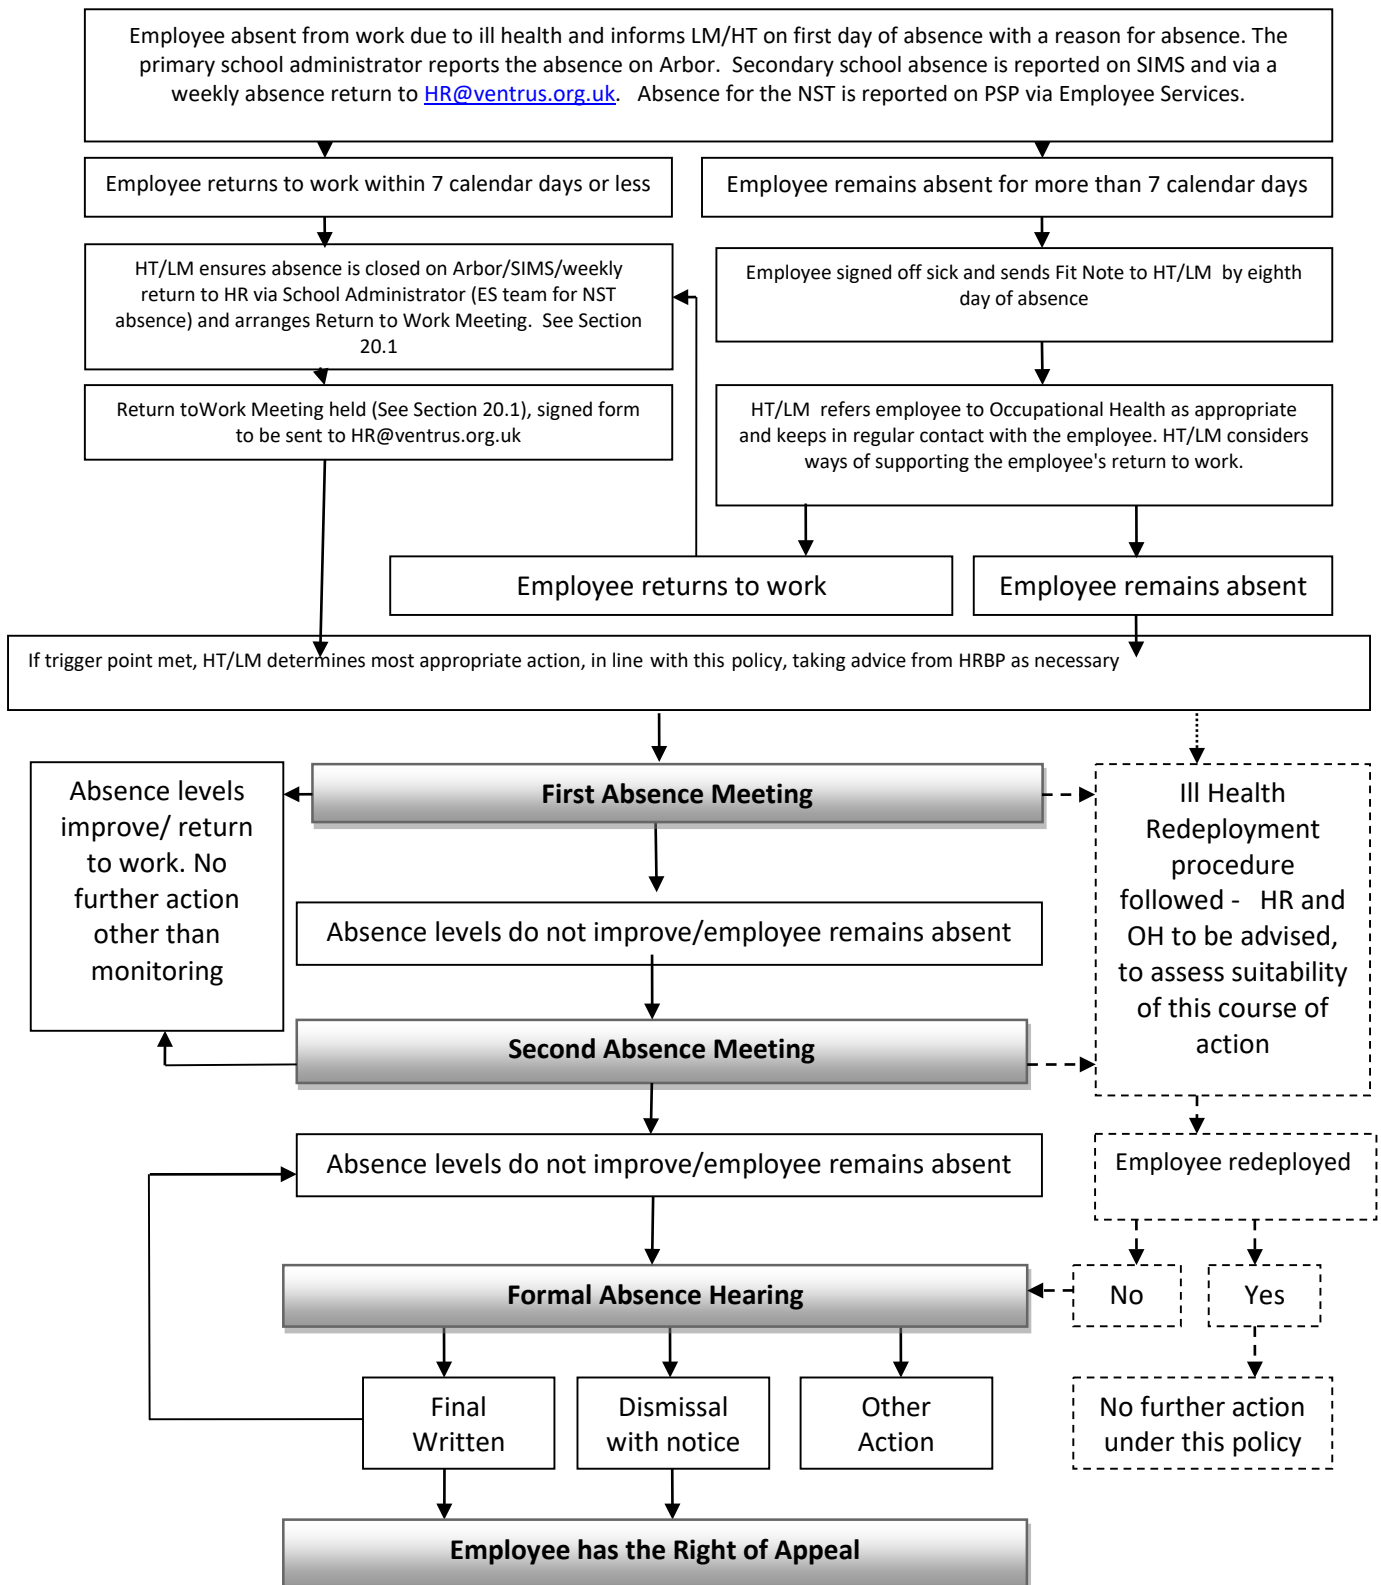 Employee absent from work due to ill health and informs LM/HT on first day of absence with a reason for absence. The
primary school administrator reports the absence on Arbor. Secondary school absence is reported on SIMS and via a
weekly absence return to HR@ventrus.org.uk. Absence for the NST is reported on PSP via Employee Services.
Employee returns to work within 7 calendar days or less
Employee remains absent for more than 7 calendar days
HT/LM ensures absence is closed on Arbor/SIMS/weekly
return to HR via School Administrator (ES team for NST
absence) and arranges Return to Work Meeting. See Section
20.1
Employee signed off sick and sends Fit Note to HT/LM by eighth
day of absence
Return toWork Meeting held (See Section 20.1), signed form
to be sent to HR@ventrus.org.uk
HT/LM refers employee to Occupational Health as appropriate
and keeps in regular contact with the employee. HT/LM considers
ways of supporting the employee's return to work.
Employee returns to work
Employee remains absent
If trigger point met, HT/LM determines most appropriate action, in line with this policy, taking advice from HRBP as necessary
First Absence Meeting
Absence levels
improve/ return
to work. No
further action
other than
monitoring
Ill Health
Redeployment
procedure
followed - HR and
OH to be advised,
to assess suitability
of this course of
action
Absence levels do not improve/employee remains absent
Second Absence Meeting
Absence levels do not improve/employee remains absent
Employee redeployed
Formal Absence Hearing
No
Yes
Final
Written
Dismissal
with notice
Other
Action
No further action
under this policy
Employee has the Right of Appeal